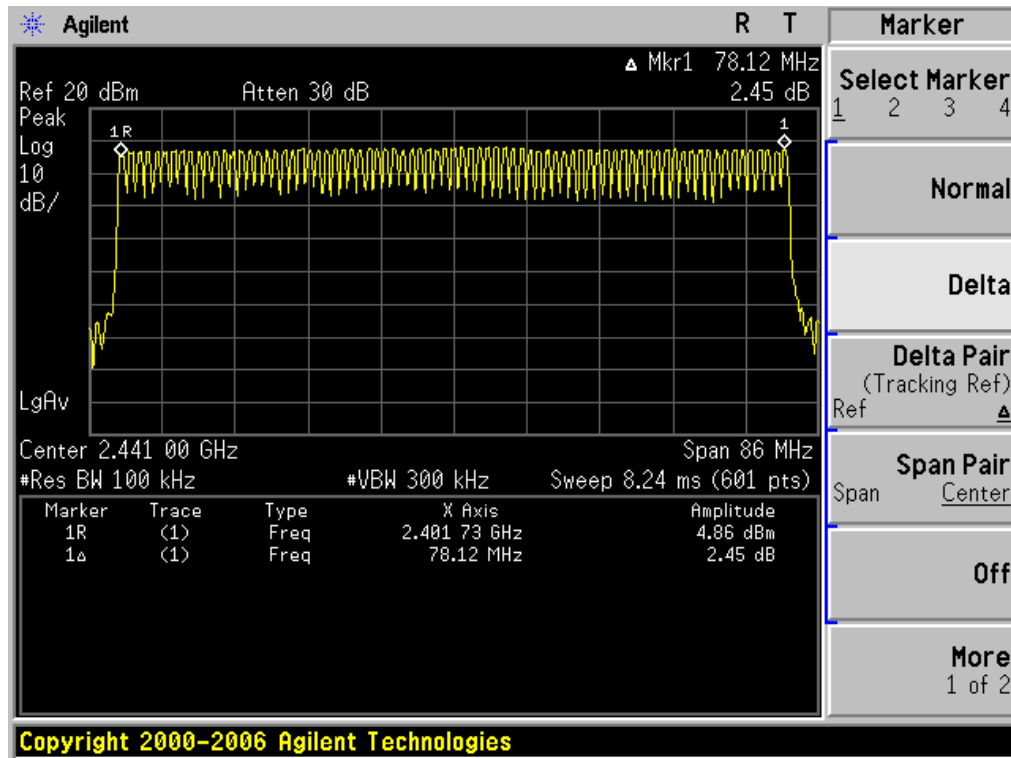 Agilent
R T
Marker
Δ Mkr1 78.12 MHz
Ref 20 dBm Atten 30 dB 2.45 dB
Peak
Log
10
dB/
1R
1
LgAv
Center 2.441 00 GHz Span 86 MHz
#Res BW 100 kHz #VBW 300 kHz Sweep 8.24 ms (601 pts)
Marker Trace Type X Axis Amplitude
1R (1) Freq 2.401 73 GHz 4.86 dBm
1Δ (1) Freq 78.12 MHz 2.45 dB
Select Marker
1 2 3 4
Normal
Delta
Delta Pair
(Tracking Ref)
Ref Δ
Span Pair
Span Center
Off
More
1 of 2
Copyright 2000-2006 Agilent Technologies